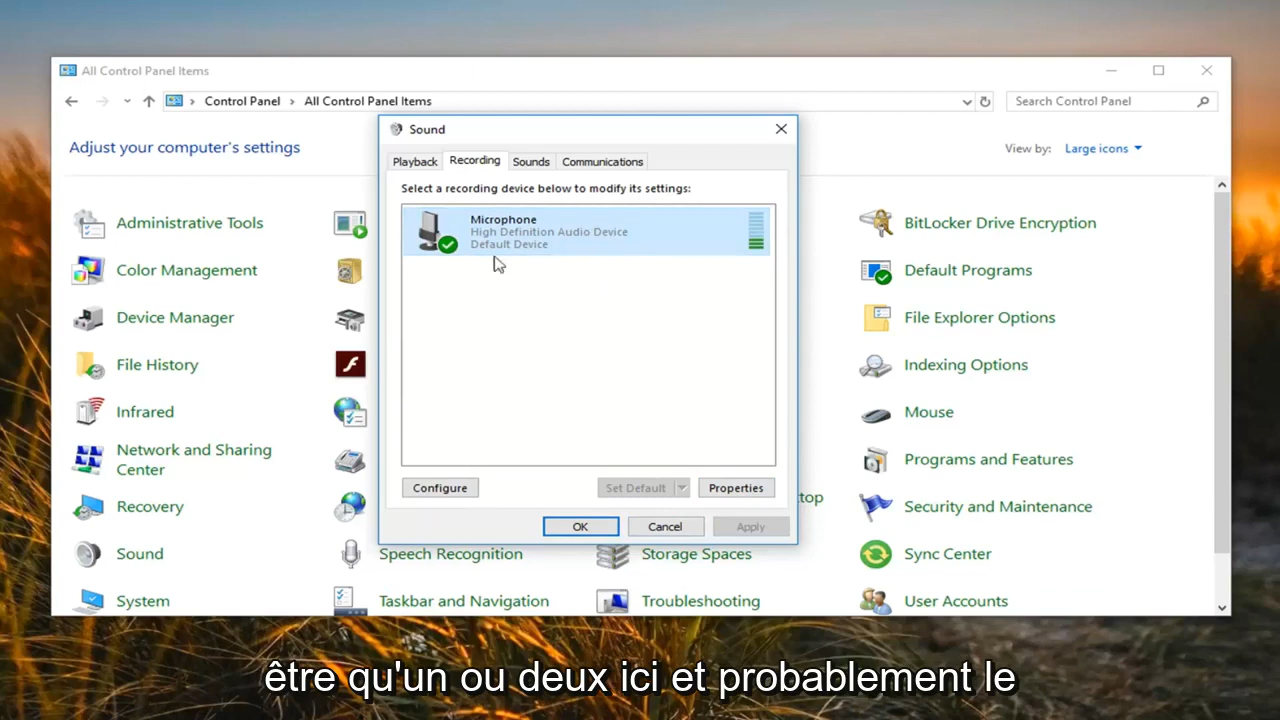 All Control Panel Items
Control Panel > All Control Panel Items
Search Control Panel
Adjust your computer's settings
View by: Large icons
Sound
Playback
Recording
Sounds
Communications
Select a recording device below to modify its settings:
Microphone
High Definition Audio Device
Default Device
Configure
Set Default
Properties
OK
Cancel
Apply
Administrative Tools
Color Management
Device Manager
File History
Infrared
Network and Sharing
Center
Recovery
Sound
System
Speech Recognition
Taskbar and Navigation
top
Storage Spaces
Troubleshooting
BitLocker Drive Encryption
Default Programs
File Explorer Options
Indexing Options
Mouse
Programs and Features
Security and Maintenance
Sync Center
User Accounts
être qu'un ou deux ici et probablement le